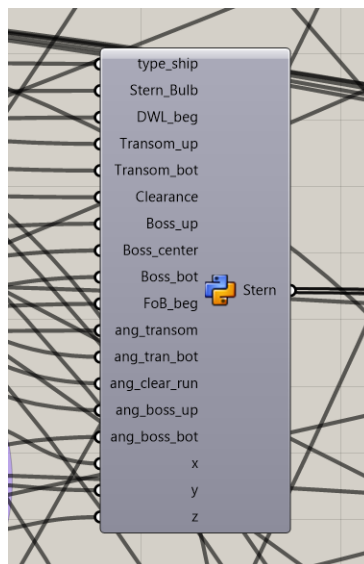 type_ship
Stern_Bulb
DWL_beg
Transom_up
Transom_bot
Clearance
Boss_up
Boss_center
Boss_bot
FoB_beg
ang_transom
ang_tran_bot
ang_clear_run
ang_boss_up
ang_boss_bot
x
y
z
Stern